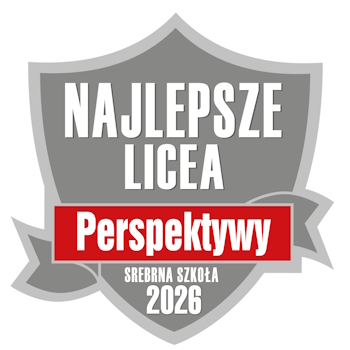 NAJLEPSZE
LICEA
Perspektywy
SREBRNA SZKOŁA
2026